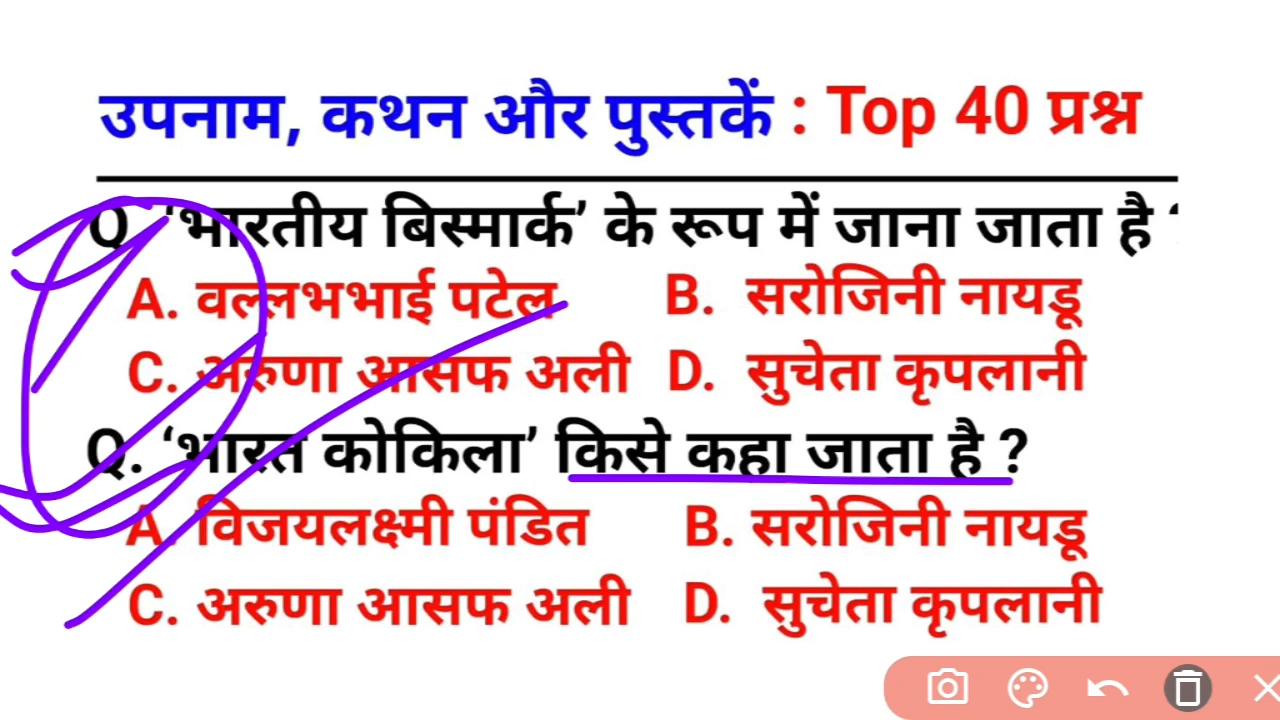 उपनाम, कथन और पुस्तकें : Top 40 प्रश्न
Q. ‘भारतीय बिस्मार्क’ के रूप में जाना जाता है ‘
A. वल्लभभाई पटेल B. सरोजिनी नायडू
C. अरुणा आसफ अली D. सुचेता कृपलानी
Q. ‘भारत कोकिला’ किसे कहा जाता है ?
A. विजयलक्ष्मी पंडित B. सरोजिनी नायडू
C. अरुणा आसफ अली D. सुचेता कृपलानी